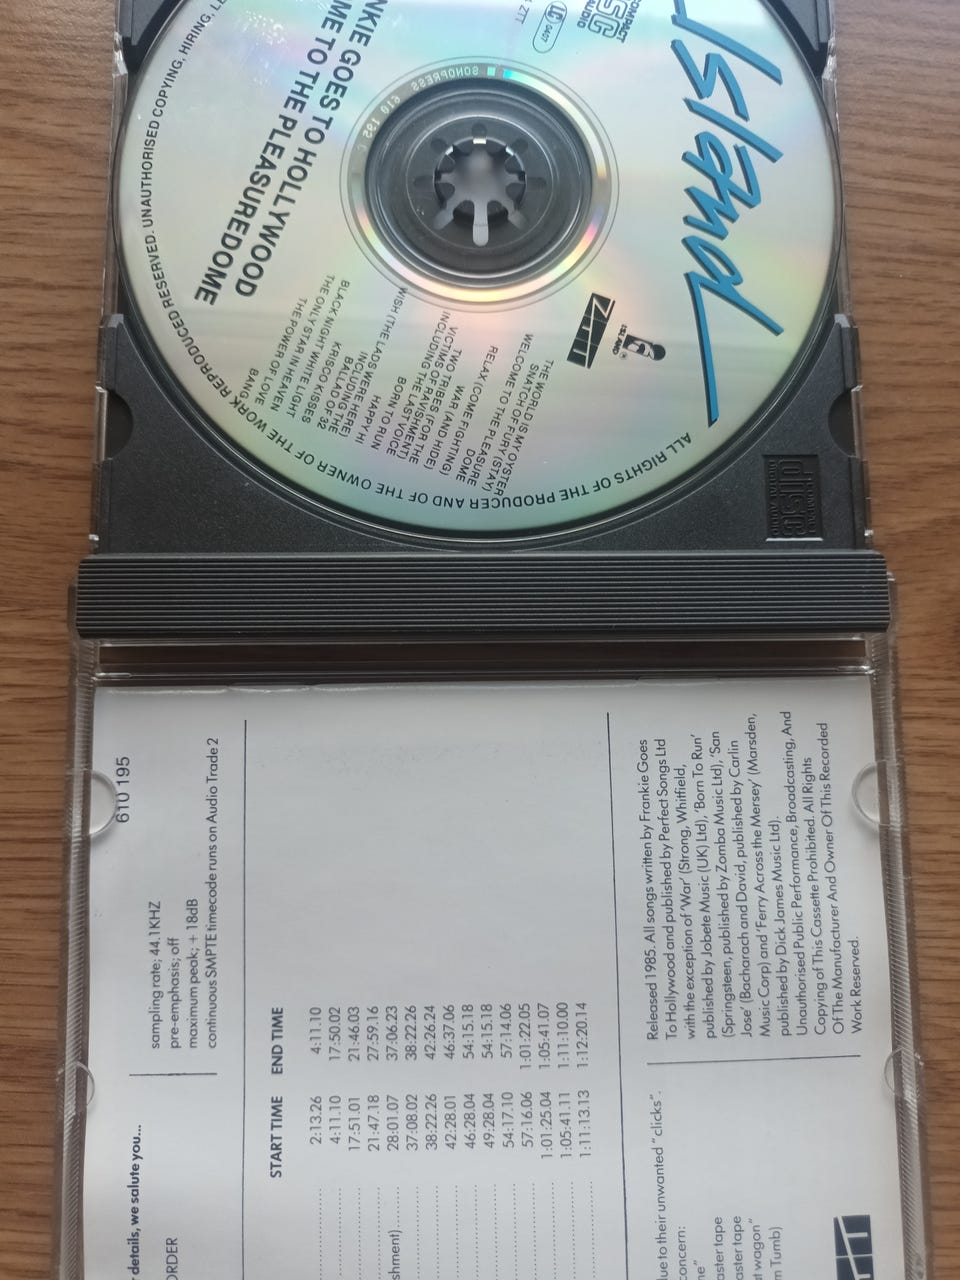 Island
COMPACT
DISC
DIGITAL AUDIO
LC 0407
ZTT
FRANKIE GOES TO HOLLYWOOD
WELCOME TO THE PLEASUREDOME
SONOPRESS
ZTT
ISLAND
THE WORLD IS MY OYSTER
SNATCH OF FURY (STAY)
WELCOME TO THE PLEASURE
DOME
RELAX (COME FIGHTING)
WAR (AND HIDE)
TWO TRIBES (FOR THE
VICTIMS OF RAVISHMENT)
INCLUDING THE LAST VOICE
BORN TO RUN
HAPPY HI
WISH (THE LADS WERE HERE)
INCLUDING THE
BALLAD OF 32
KRISCO KISSES
BLACK NIGHT WHITE LIGHT
THE ONLY STAR IN HEAVEN
THE POWER OF LOVE
BANG
ALL RIGHTS OF THE PRODUCER AND OF THE OWNER OF THE WORK REPRODUCED RESERVED. UNAUTHORISED COPYING, HIRING, LE
COMPACT
DISC
DIGITAL AUDIO
610 195
sampling rate; 44.1KHZ
pre-emphasis; off
maximum peak; + 18dB
continuous SMPTE timecode runs on Audio Trade 2
r details, we salute you...
ORDER
START TIME END TIME
2:13.26 4:11.10
4:11.10 17:50.02
17:51.01 21:46.03
21:47.18 27:59.16
shment) 28:01.07 37:06.23
37:08.02 38:22.26
38:22.26 42:26.24
42:28.01 46:37.06
46:28.04 54:15.18
49:28.04 54:15.18
54:17.10 57:14.06
57:16.06 1:01:22.05
1:01:25.04 1:05:41.07
1:05:41.11 1:11:10.00
1:11:13.13 1:12:20.14
lue to their unwanted "clicks".
concern:
ne"
aster tape
aster tape
t wagon"
m Tumb)
Released 1985. All songs written by Frankie Goes
To Hollywood and published by Perfect Songs Ltd
with the exception of 'War' (Strong, Whitfield,
published by Jobete Music (UK) Ltd), 'Born To Run'
(Springsteen, published by Zomba Music Ltd), 'San
Jose' (Bacharach and David, published by Carlin
Music Corp) and 'Ferry Across the Mersey' (Marsden,
published by Dick James Music Ltd).
Unauthorised Public Performance, Broadcasting, And
Copying of This Cassette Prohibited. All Rights
Of The Manufacturer And Owner Of This Recorded
Work Reserved.